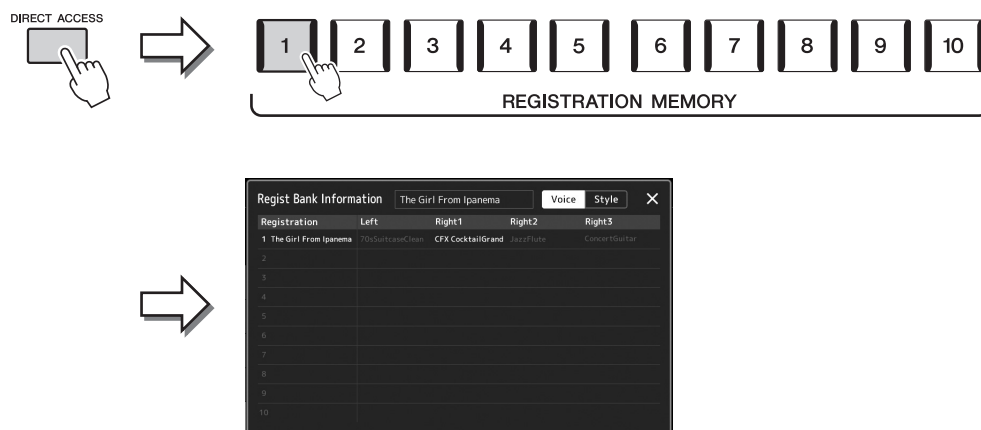 DIRECT ACCESS
1 2 3 4 5 6 7 8 9 10
REGISTRATION MEMORY
Regist Bank Information The Girl From Ipanema Voice Style X
Registration Left Right1 Right2 Right3
1 The Girl From Ipanema 70sSuitcaseClean CFX CocktailGrand JazzFlute ConcertGuitar
2
3
4
5
6
7
8
9
10